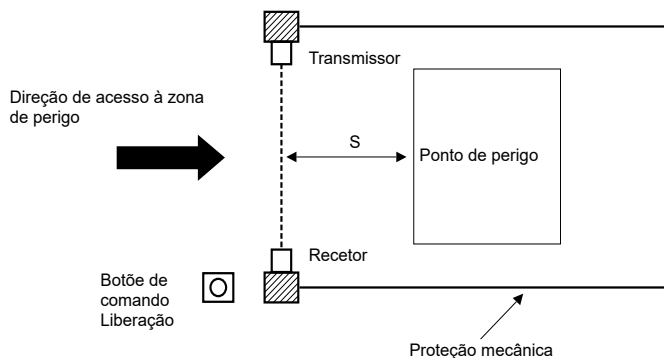 Transmissor
Direção de acesso à zona
de perigo
S
Ponto de perigo
Recetor
Botõe de
comando
Liberação
Proteção mecânica